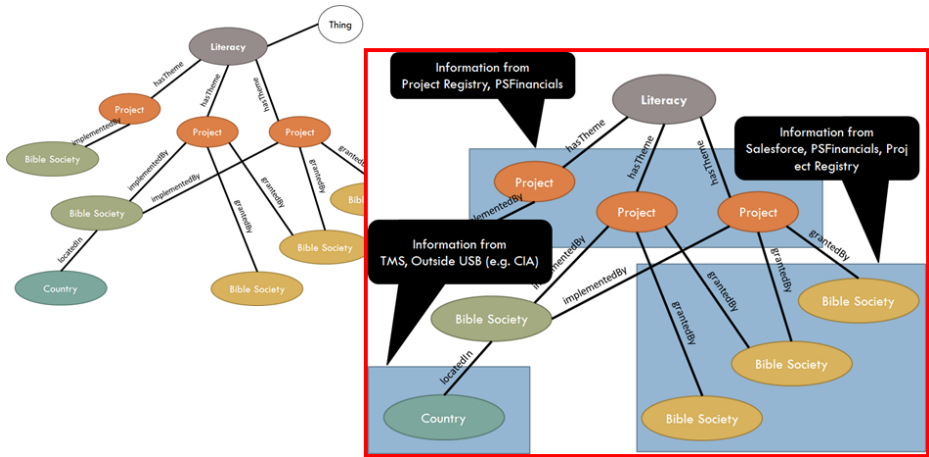 Thing
Literacy
hasTheme
hasTheme
hasTheme
Project
Project
Project
implementedBy
Bible Society
implementedBy
implementedBy
grantedBy
grantedBy
grantedBy
Bible Society
locatedIn
Bible Society
Country
Bible Society
Information from
Project Registry, PSFinancials
Literacy
Information from
Salesforce, PSFinancials, Proj
ect Registry
hasTheme
hasTheme
hasTheme
Project
Project
Project
Information from
TMS, Outside USB (e.g. CIA)
implementedBy
grantedBy
grantedBy
grantedBy
grantedBy
Bible Society
Bible Society
locatedIn
Bible Society
Country
Bible Society